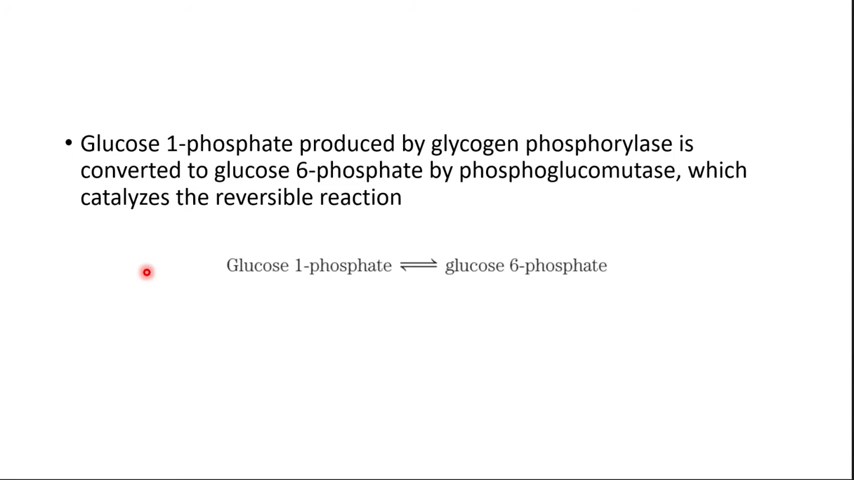 • Glucose 1-phosphate produced by glycogen phosphorylase is
converted to glucose 6-phosphate by phosphoglucomutase, which
catalyzes the reversible reaction
Glucose 1-phosphate ⇌ glucose 6-phosphate